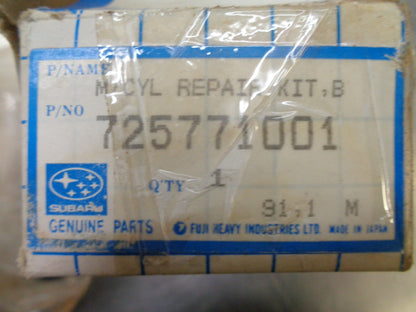 P/NAME M/CYL REPAIR KIT,B
P/NO 725771001
SUBARU
Q'TY 1
91,1 M
GENUINE PARTS FUJI HEAVY INDUSTRIES LTD. MADE IN JAPAN